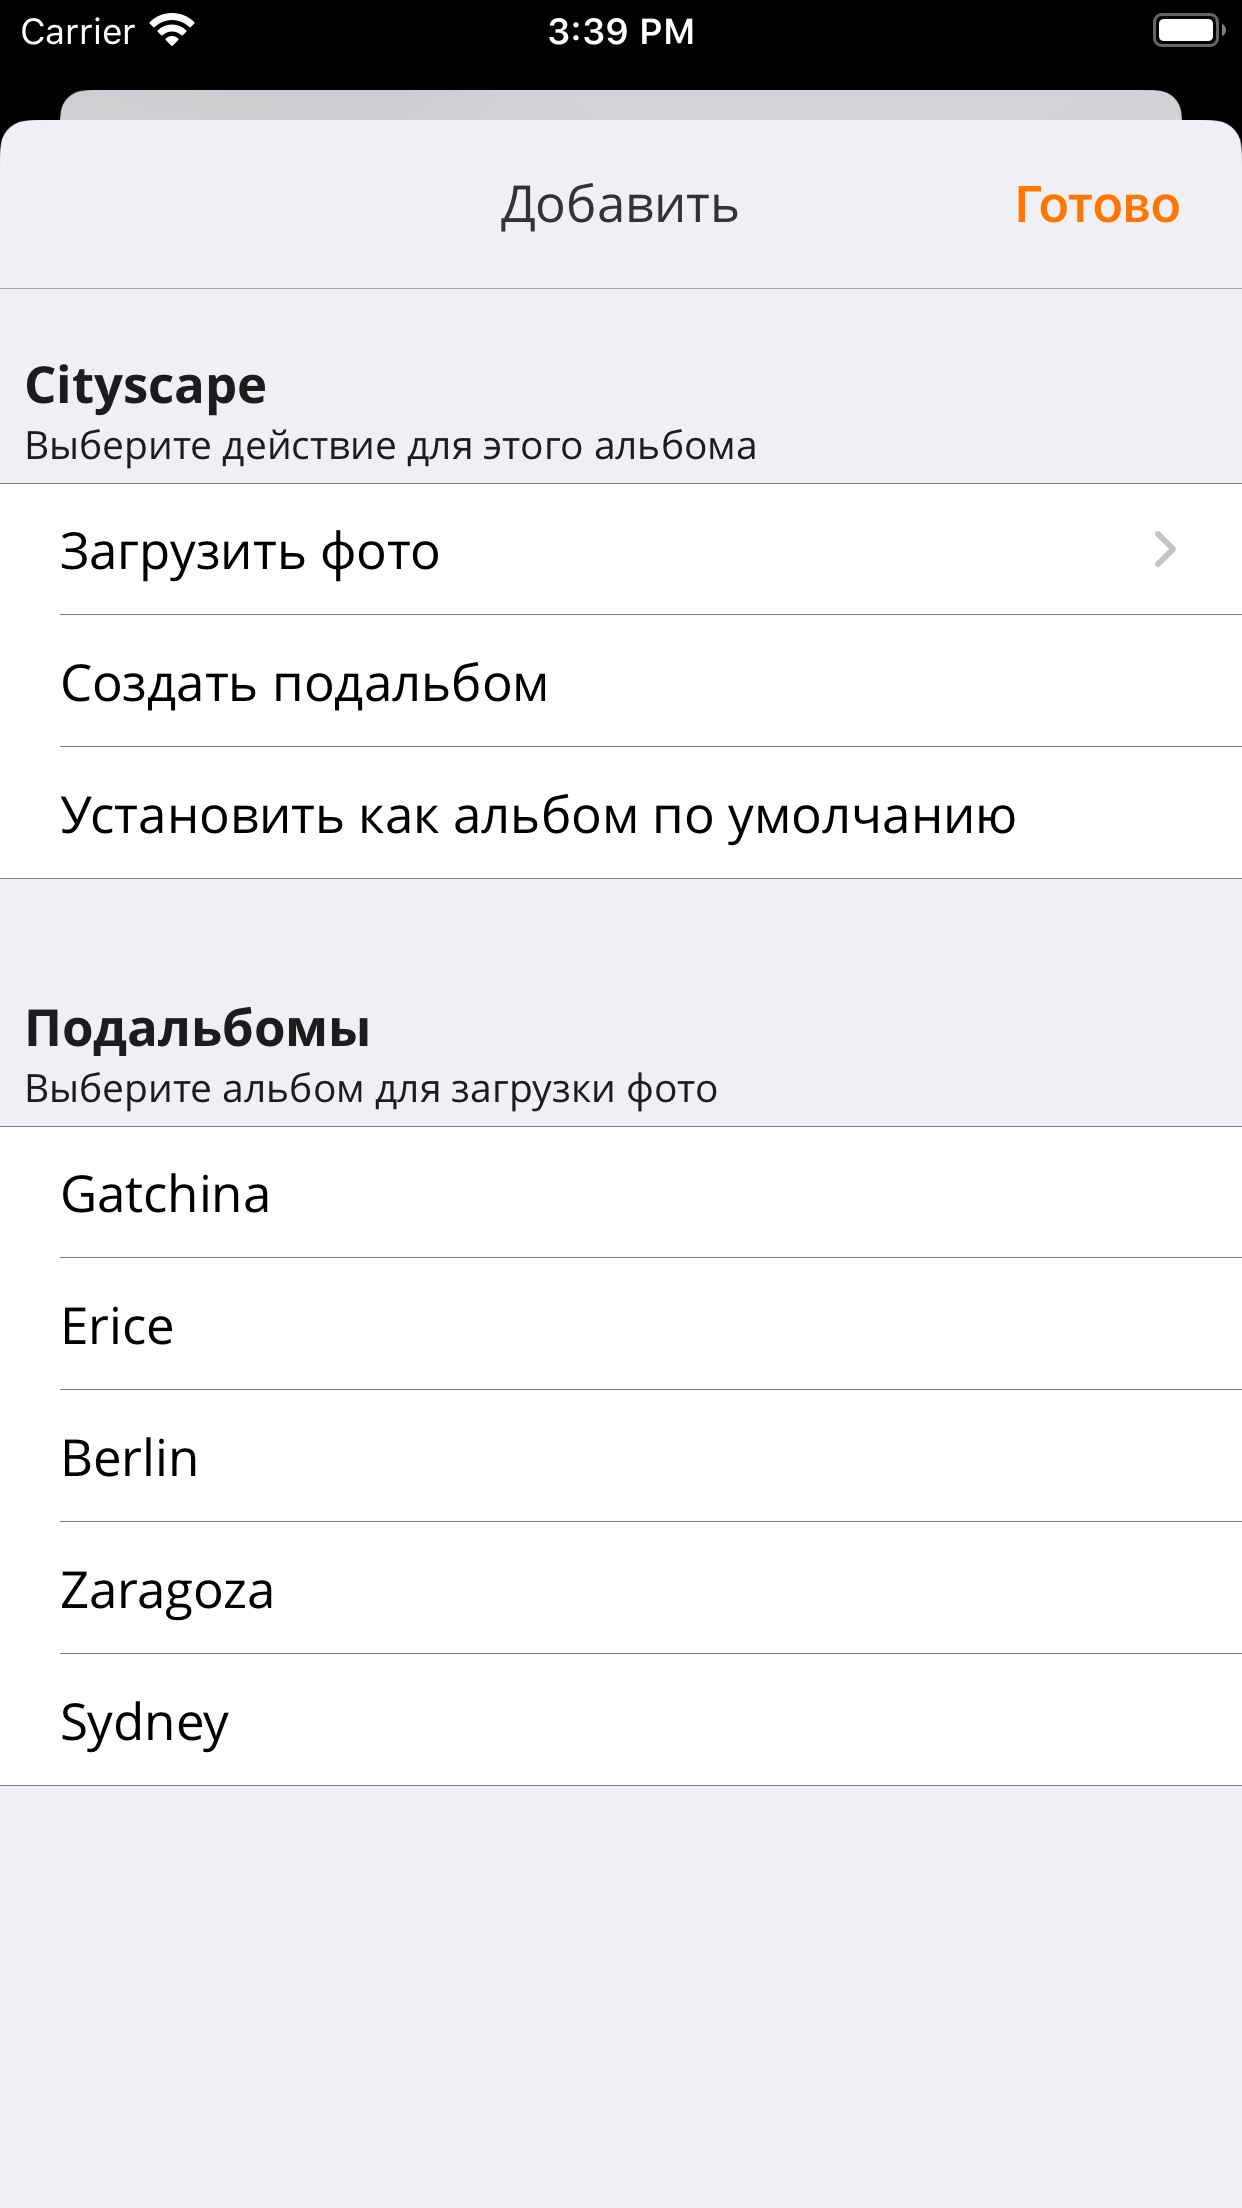 Carrier 3:39 PM
Добавить Готово
Cityscape
Выберите действие для этого альбома
Загрузить фото
Создать подальбом
Установить как альбом по умолчанию
Подальбомы
Выберите альбом для загрузки фото
Gatchina
Erice
Berlin
Zaragoza
Sydney